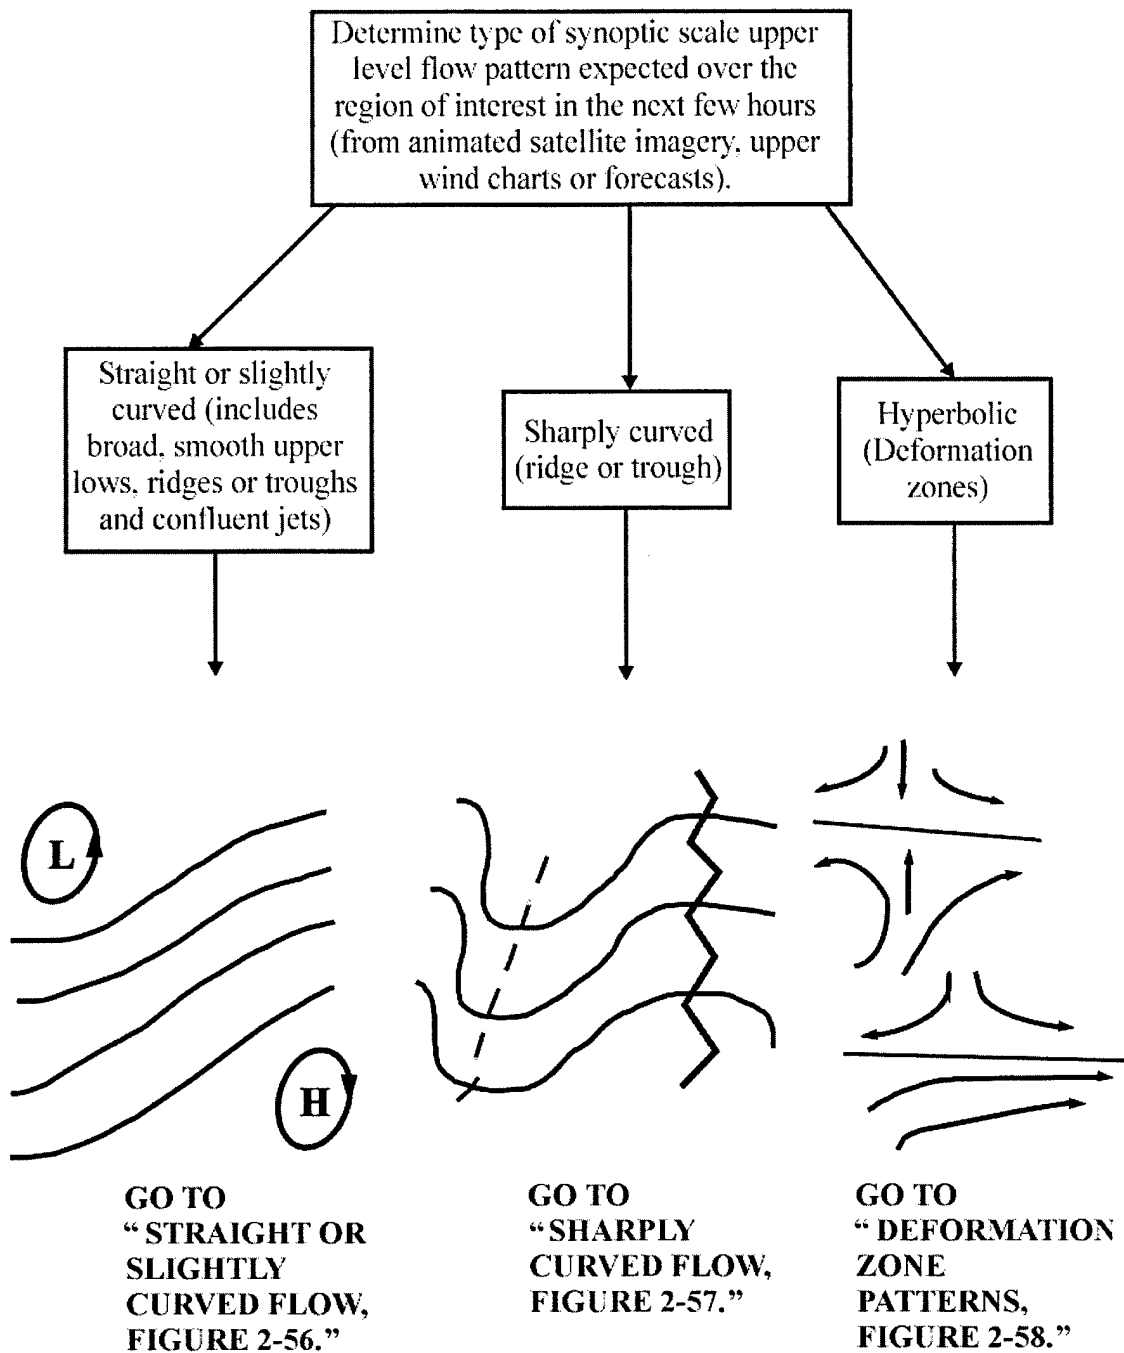 Determine type of synoptic scale upper
level flow pattern expected over the
region of interest in the next few hours
(from animated satellite imagery, upper
wind charts or forecasts).
Straight or slightly
curved (includes
broad, smooth upper
lows, ridges or troughs
and confluent jets)
Sharply curved
(ridge or trough)
Hyperbolic
(Deformation
zones)
L
H
GO TO
“ STRAIGHT OR
SLIGHTLY
CURVED FLOW,
FIGURE 2-56.”
GO TO
“ SHARPLY
CURVED FLOW,
FIGURE 2-57.”
GO TO
“ DEFORMATION
ZONE
PATTERNS,
FIGURE 2-58.”